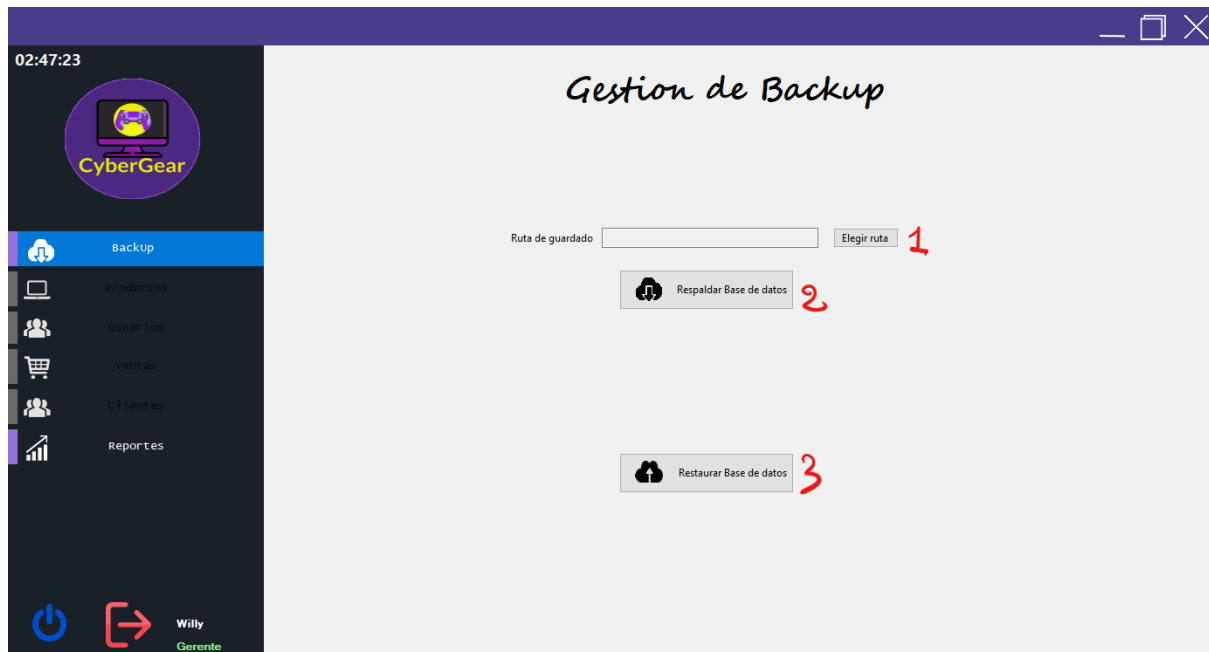 02:47:23
CyberGear
Gestion de Backup
BackUp
Productos
Usuarios
Ventas
Clientes
Reportes
Ruta de guardado
Elegir ruta
1
Respaldar Base de datos
2
Restaurar Base de datos
3
Willy
Gerente